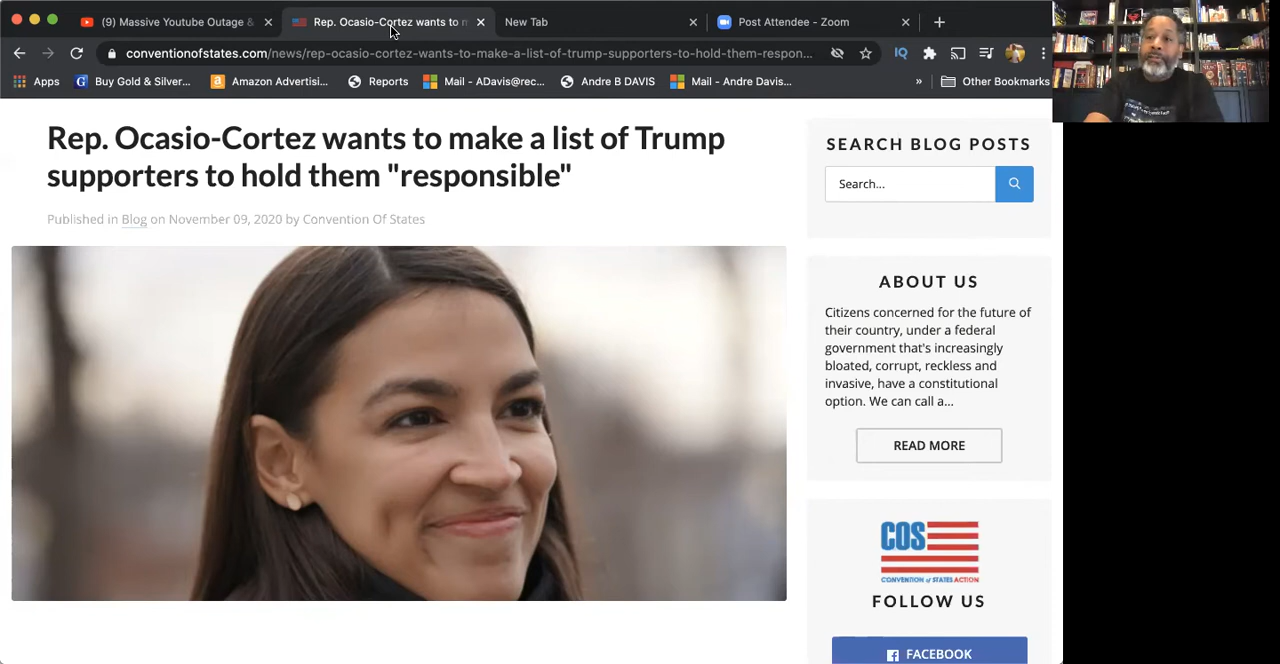 (9) Massive Youtube Outage &
Rep. Ocasio-Cortez wants to m
New Tab
Post Attendee - Zoom
conventionofstates.com/news/rep-ocasio-cortez-wants-to-make-a-list-of-trump-supporters-to-hold-them-respon...
IQ
Apps
G Buy Gold & Silver...
a Amazon Advertisi...
Reports
Mail - ADavis@rec...
Andre B DAVIS
Mail - Andre Davis...
»
Other Bookmarks
Rep. Ocasio-Cortez wants to make a list of Trump
supporters to hold them "responsible"
Published in Blog on November 09, 2020 by Convention Of States
SEARCH BLOG POSTS
Search...
ABOUT US
Citizens concerned for the future of
their country, under a federal
government that's increasingly
bloated, corrupt, reckless and
invasive, have a constitutional
option. We can call a...
READ MORE
COS
CONVENTION of STATES ACTION
FOLLOW US
FACEBOOK